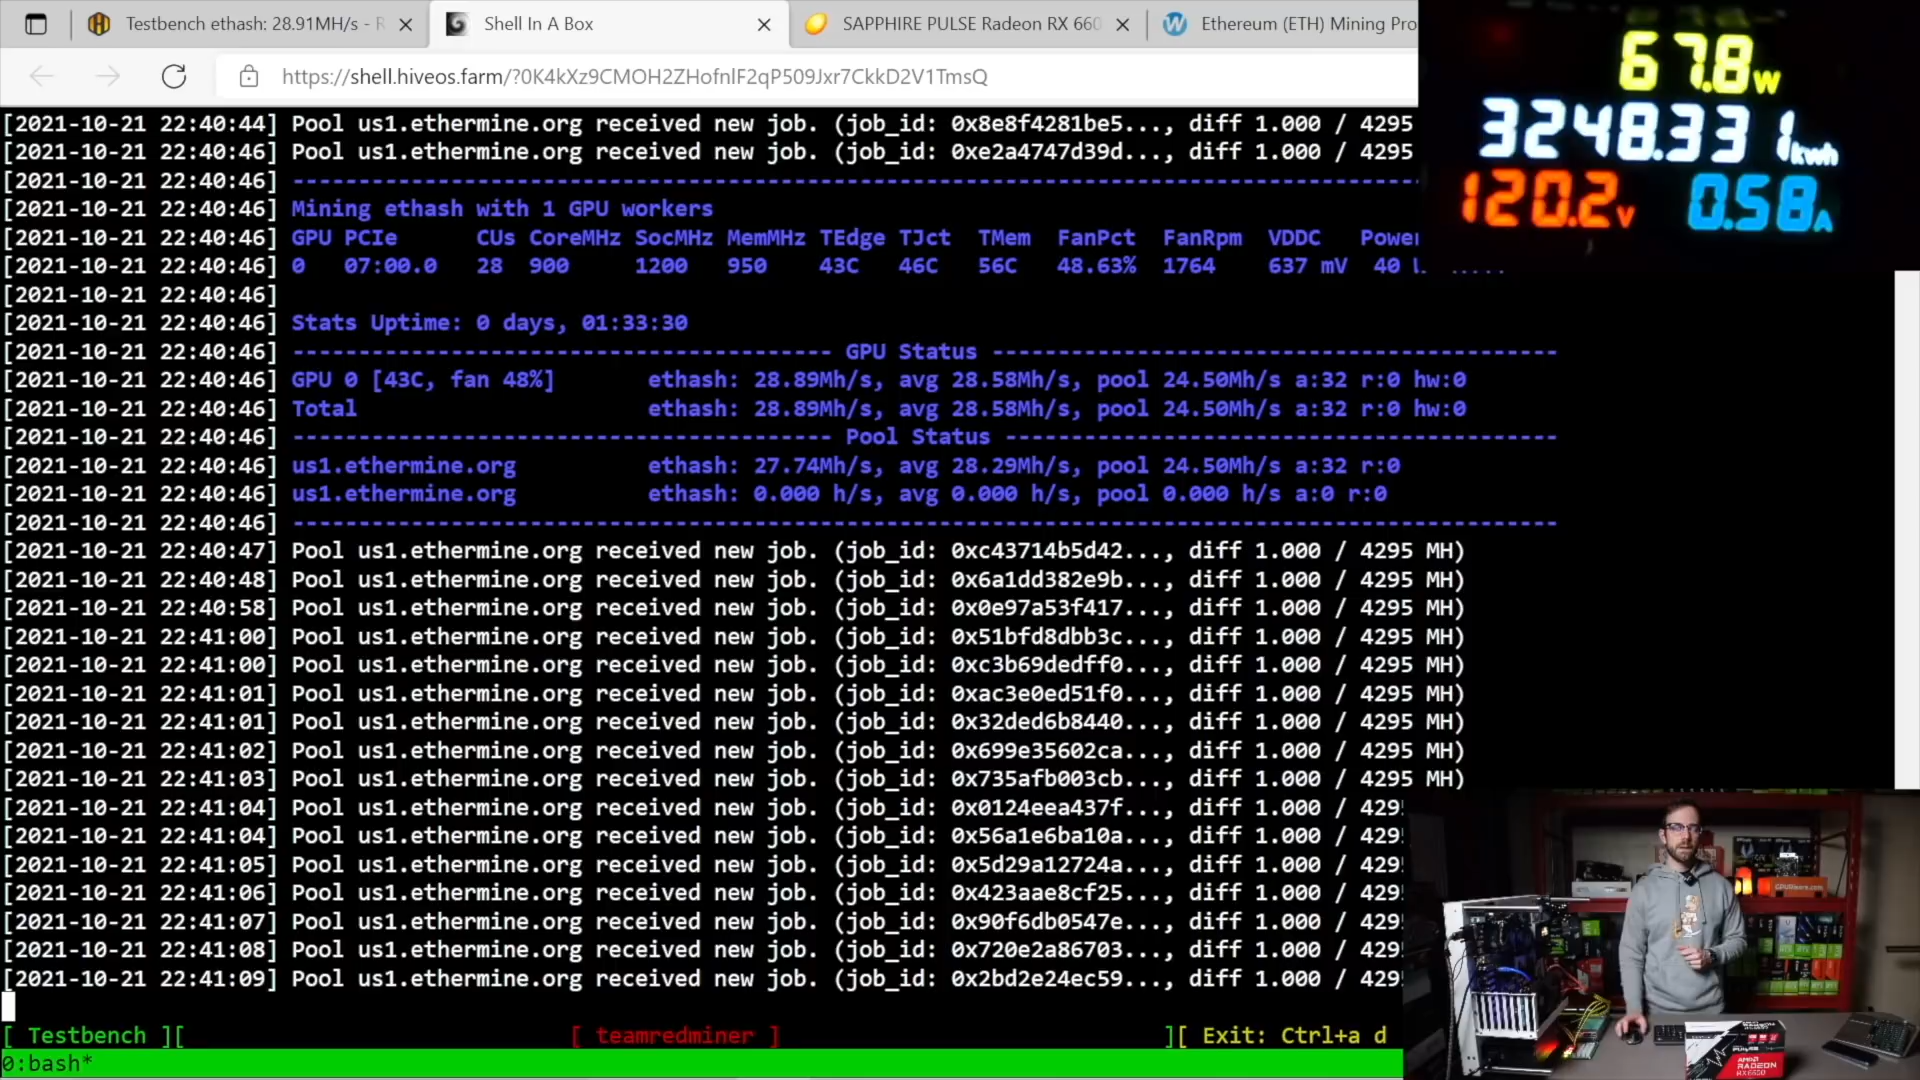 Testbench ethash: 28.91MH/s - R
Shell In A Box
SAPPHIRE PULSE Radeon RX 660
Ethereum (ETH) Mining Pro
https://shell.hiveos.farm/?0K4kXz9CMOH2ZHofnlF2qP509Jxr7CkkD2V1TmsQ
67.8W
3248.331kwh
120.2V 0.58A
[2021-10-21 22:40:44] Pool us1.ethermine.org received new job. (job_id: 0x8e8f4281be5..., diff 1.000 / 4295
[2021-10-21 22:40:46] Pool us1.ethermine.org received new job. (job_id: 0xe2a4747d39d..., diff 1.000 / 4295
[2021-10-21 22:40:46] ------------------------------------------------------------------------------------
[2021-10-21 22:40:46] Mining ethash with 1 GPU workers
[2021-10-21 22:40:46] GPU PCIe CUs CoreMHz SocMHz MemMHz TEdge TJct TMem FanPct FanRpm VDDC Power
[2021-10-21 22:40:46] 0 07:00.0 28 900 1200 950 43C 46C 56C 48.63% 1764 637 mV 40
[2021-10-21 22:40:46]
[2021-10-21 22:40:46] Stats Uptime: 0 days, 01:33:30
[2021-10-21 22:40:46] ----------------------------------------- GPU Status -------------------------------------------
[2021-10-21 22:40:46] GPU 0 [43C, fan 48%] ethash: 28.89Mh/s, avg 28.58Mh/s, pool 24.50Mh/s a:32 r:0 hw:0
[2021-10-21 22:40:46] Total ethash: 28.89Mh/s, avg 28.58Mh/s, pool 24.50Mh/s a:32 r:0 hw:0
[2021-10-21 22:40:46] ----------------------------------------- Pool Status ------------------------------------------
[2021-10-21 22:40:46] us1.ethermine.org ethash: 27.74Mh/s, avg 28.29Mh/s, pool 24.50Mh/s a:32 r:0
[2021-10-21 22:40:46] us1.ethermine.org ethash: 0.000 h/s, avg 0.000 h/s, pool 0.000 h/s a:0 r:0
[2021-10-21 22:40:46] ------------------------------------------------------------------------------------------------
[2021-10-21 22:40:47] Pool us1.ethermine.org received new job. (job_id: 0xc43714b5d42..., diff 1.000 / 4295 MH)
[2021-10-21 22:40:48] Pool us1.ethermine.org received new job. (job_id: 0x6a1dd382e9b..., diff 1.000 / 4295 MH)
[2021-10-21 22:40:58] Pool us1.ethermine.org received new job. (job_id: 0x0e97a53f417..., diff 1.000 / 4295 MH)
[2021-10-21 22:41:00] Pool us1.ethermine.org received new job. (job_id: 0x51bfd8dbb3c..., diff 1.000 / 4295 MH)
[2021-10-21 22:41:00] Pool us1.ethermine.org received new job. (job_id: 0xc3b69dedff0..., diff 1.000 / 4295 MH)
[2021-10-21 22:41:01] Pool us1.ethermine.org received new job. (job_id: 0xac3e0ed51f0..., diff 1.000 / 4295 MH)
[2021-10-21 22:41:01] Pool us1.ethermine.org received new job. (job_id: 0x32ded6b8440..., diff 1.000 / 4295 MH)
[2021-10-21 22:41:02] Pool us1.ethermine.org received new job. (job_id: 0x699e35602ca..., diff 1.000 / 4295 MH)
[2021-10-21 22:41:03] Pool us1.ethermine.org received new job. (job_id: 0x735afb003cb..., diff 1.000 / 4295 MH)
[2021-10-21 22:41:04] Pool us1.ethermine.org received new job. (job_id: 0x0124eea437f..., diff 1.000 / 429
[2021-10-21 22:41:04] Pool us1.ethermine.org received new job. (job_id: 0x56a1e6ba10a..., diff 1.000 / 429
[2021-10-21 22:41:05] Pool us1.ethermine.org received new job. (job_id: 0x5d29a12724a..., diff 1.000 / 429
[2021-10-21 22:41:06] Pool us1.ethermine.org received new job. (job_id: 0x423aae8cf25..., diff 1.000 / 429
[2021-10-21 22:41:07] Pool us1.ethermine.org received new job. (job_id: 0x90f6db0547e..., diff 1.000 / 429
[2021-10-21 22:41:08] Pool us1.ethermine.org received new job. (job_id: 0x720e2a86703..., diff 1.000 / 429
[2021-10-21 22:41:09] Pool us1.ethermine.org received new job. (job_id: 0x2bd2e24ec59..., diff 1.000 / 429
[ Testbench ][ [ teamredminer ] ][ Exit: Ctrl+a d
0:bash*
AMD
RADEON